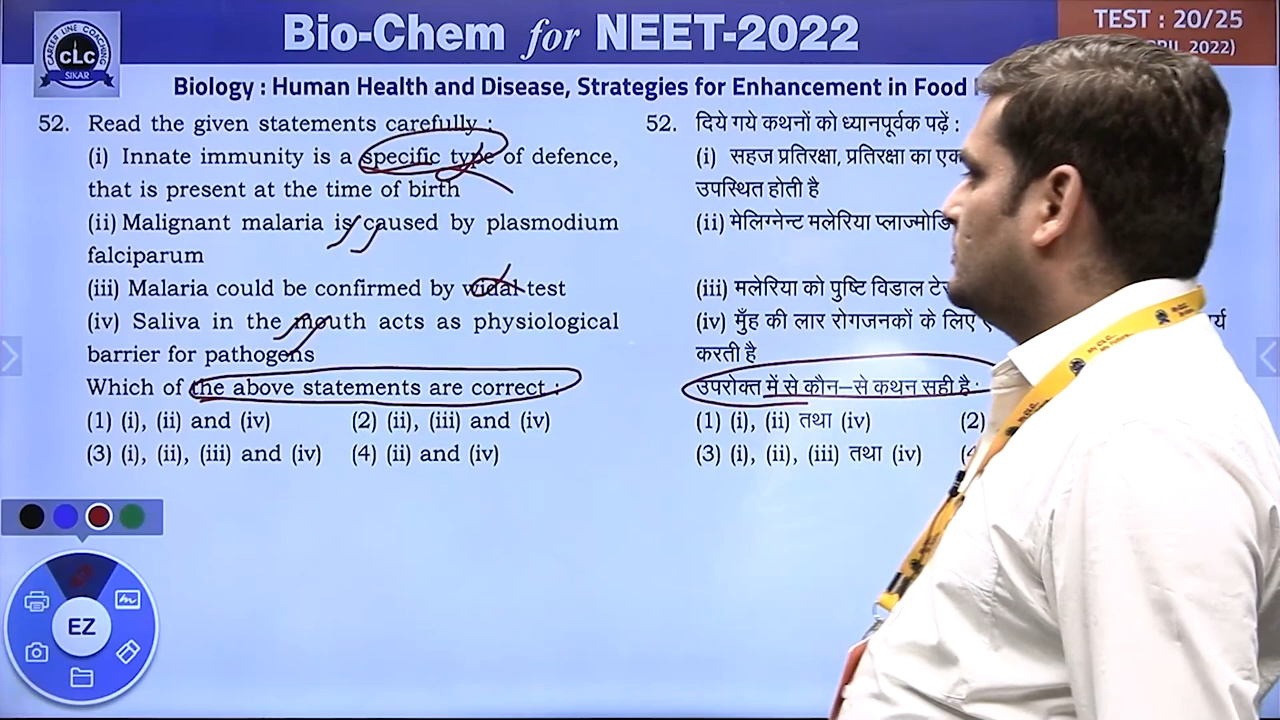 Bio-Chem for NEET-2022
TEST : 20/25
2022)
CAREER LINE COACHING
CLC
SIKAR
Biology : Human Health and Disease, Strategies for Enhancement in Food
52. Read the given statements carefully :
(i) Innate immunity is a specific type of defence,
that is present at the time of birth
(ii) Malignant malaria is caused by plasmodium
falciparum
(iii) Malaria could be confirmed by widal test
(iv) Saliva in the mouth acts as physiological
barrier for pathogens
Which of the above statements are correct :
(1) (i), (ii) and (iv) (2) (ii), (iii) and (iv)
(3) (i), (ii), (iii) and (iv) (4) (ii) and (iv)
52. दिये गये कथनों को ध्यानपूर्वक पढ़ें :
(i) सहज प्रतिरक्षा, प्रतिरक्षा का एक
उपस्थित होती है
(ii) मेलिग्नेन्ट मलेरिया
(iii) मलेरिया को पुष्टि विडाल
(iv) मुँह की लार रोगजनकों के लिए
करती है
उपरोक्त में से कौन–से कथन सही है :
(1) (i), (ii) तथा (iv) (2)
(3) (i), (ii), (iii) तथा (iv)
EZ